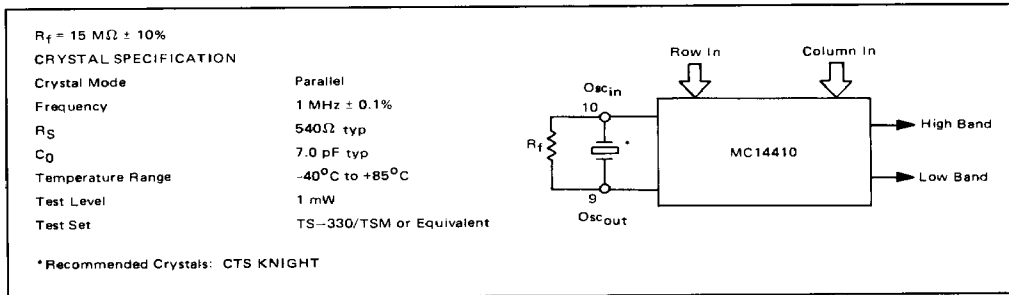 Rf = 15 MΩ ± 10%
CRYSTAL SPECIFICATION
Crystal Mode Parallel
Frequency 1 MHz ± 0.1%
RS 540Ω typ
C0 7.0 pF typ
Temperature Range -40°C to +85°C
Test Level 1 mW
Test Set TS-330/TSM or Equivalent
*Recommended Crystals: CTS KNIGHT
Row In
Column In
Oscin
10
Rf
*
MC14410
High Band
Low Band
9
Oscout